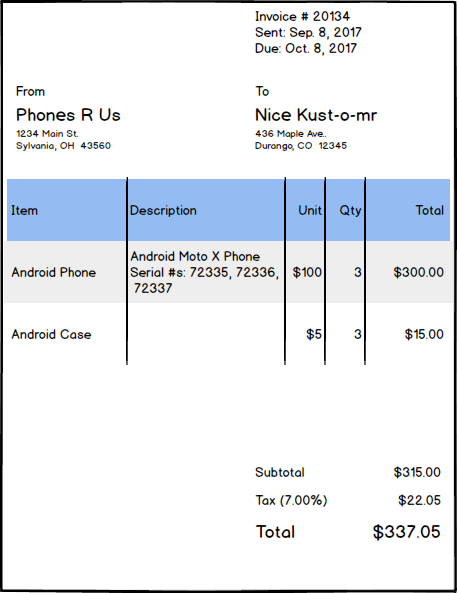 Invoice # 20134
Sent: Sep. 8, 2017
Due: Oct. 8, 2017
From
Phones R Us
1234 Main St.
Sylvania, OH 43560
To
Nice Kust-o-mr
436 Maple Ave..
Durango, CO 12345
Item Description Unit Qty Total
Android Phone
Android Moto X Phone
Serial #s: 72335, 72336,
72337
$100 3 $300.00
Android Case $5 3 $15.00
Subtotal $315.00
Tax (7.00%) $22.05
Total $337.05